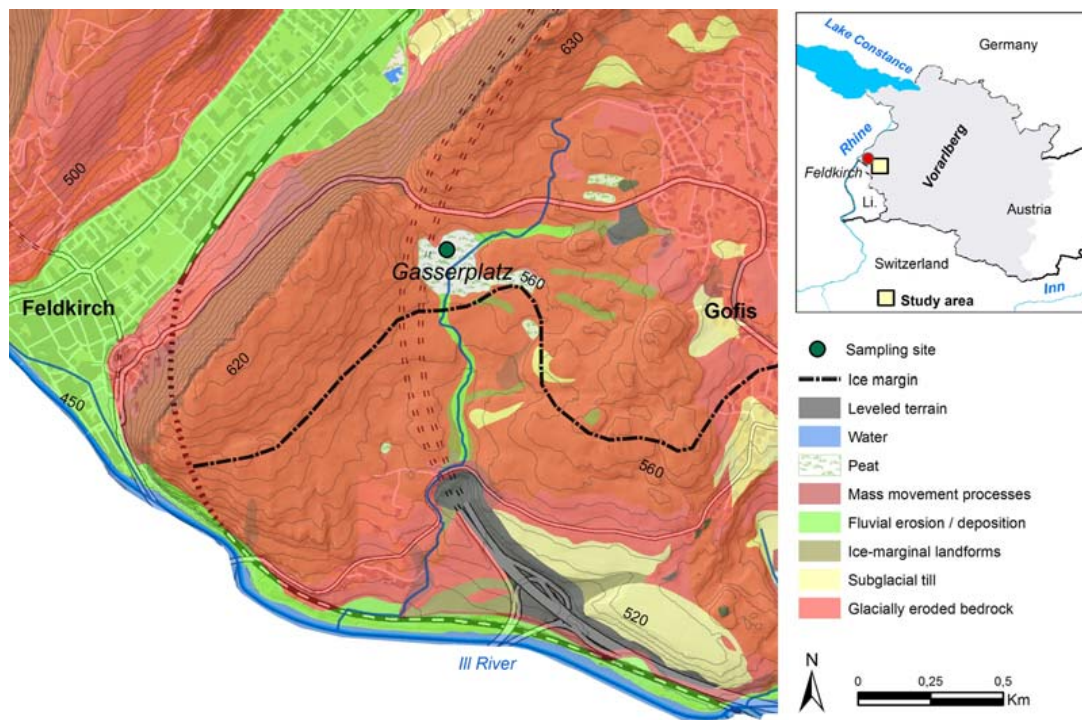 630
500
Gasserplatz
560
Feldkirch
Gofis
620
450
560
520
Ill River
Lake Constance
Germany
Rhine
Feldkirch
Vorarlberg
Li.
Austria
Switzerland
Inn
Study area
Sampling site
Ice margin
Leveled terrain
Water
Peat
Mass movement processes
Fluvial erosion / deposition
Ice-marginal landforms
Subglacial till
Glacially eroded bedrock
N
0 0,25 0,5
Km